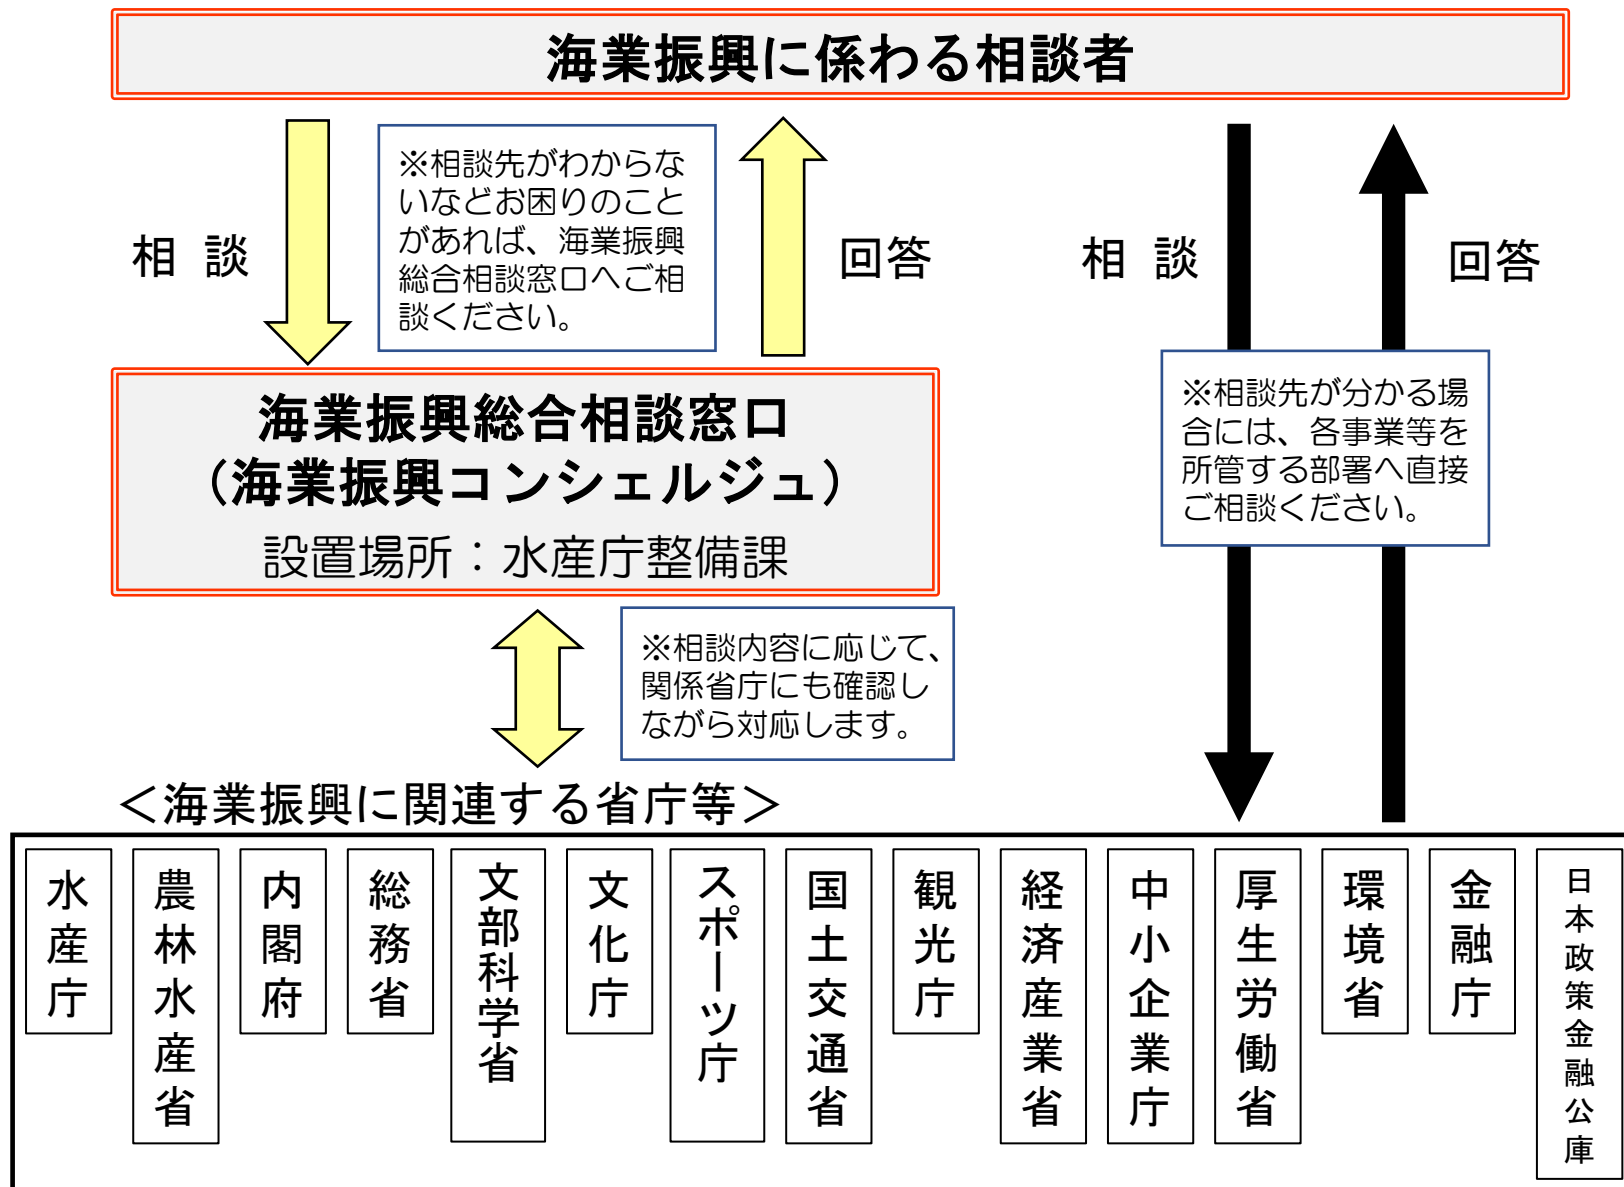 海業振興に係わる相談者
相 談
※相談先がわからな
いなどお困りのこと
があれば、海業振興
総合相談窓口へご相
談ください。
回答
相 談
回答
※相談先が分かる場
合には、各事業等を
所管する部署へ直接
ご相談ください。
海業振興総合相談窓口
（海業振興コンシェルジュ）
設置場所：水産庁整備課
※相談内容に応じて、
関係省庁にも確認し
ながら対応します。
＜海業振興に関連する省庁等＞
水産庁
農林水産省
内閣府
総務省
文部科学省
文化庁
スポーツ庁
国土交通省
観光庁
経済産業省
中小企業庁
厚生労働省
環境省
金融庁
日本政策金融公庫